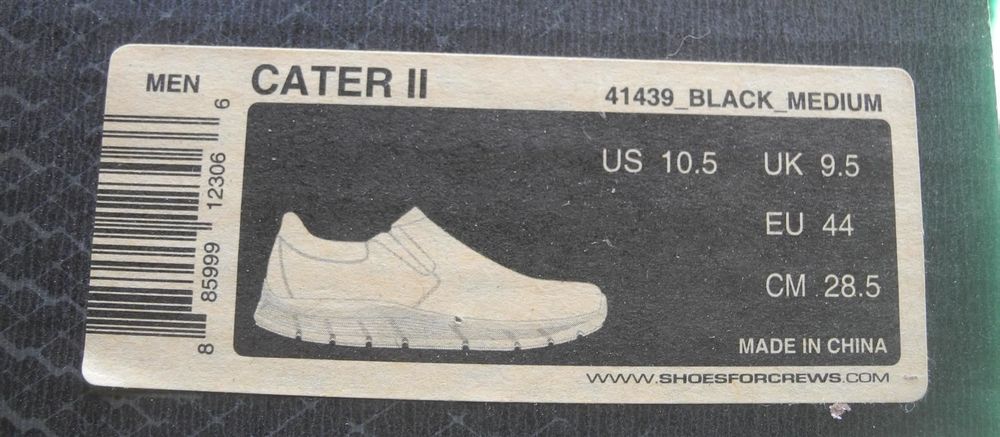 MEN
CATER II
41439_BLACK_MEDIUM
US 10.5 UK 9.5
EU 44
CM 28.5
MADE IN CHINA
WWW.SHOESFORCREWS.COM
8 85999 12306 6